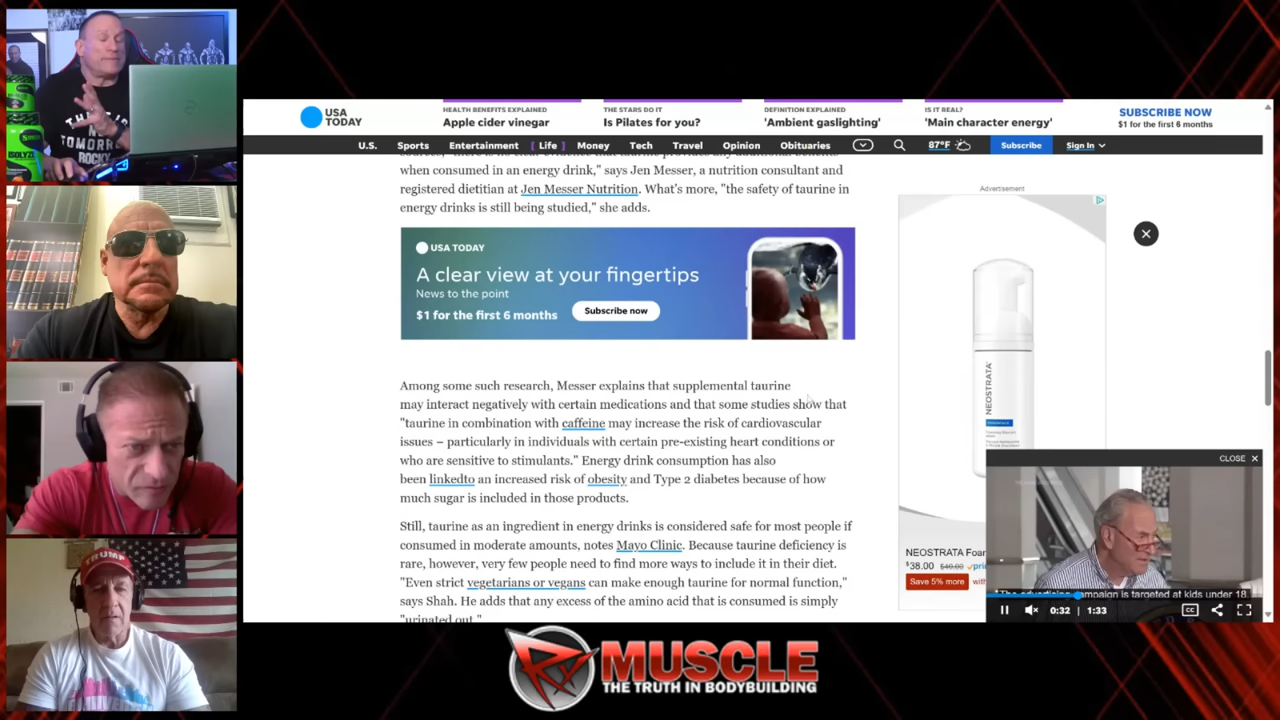 USA
TODAY
HEALTH BENEFITS EXPLAINED
Apple cider vinegar
THE STARS DO IT
Is Pilates for you?
DEFINITION EXPLAINED
'Ambient gaslighting'
IS IT REAL?
'Main character energy'
SUBSCRIBE NOW
$1 for the first 6 months
U.S. Sports Entertainment [ Life ] Money Tech Travel Opinion Obituaries 87°F Subscribe Sign In
when consumed in an energy drink," says Jen Messer, a nutrition consultant and
registered dietitian at Jen Messer Nutrition. What's more, "the safety of taurine in
energy drinks is still being studied," she adds.
USA TODAY
A clear view at your fingertips
News to the point
$1 for the first 6 months
Subscribe now
Among some such research, Messer explains that supplemental taurine
may interact negatively with certain medications and that some studies show that
"taurine in combination with caffeine may increase the risk of cardiovascular
issues – particularly in individuals with certain pre-existing heart conditions or
who are sensitive to stimulants." Energy drink consumption has also
been linkedto an increased risk of obesity and Type 2 diabetes because of how
much sugar is included in those products.
Still, taurine as an ingredient in energy drinks is considered safe for most people if
consumed in moderate amounts, notes Mayo Clinic. Because taurine deficiency is
rare, however, very few people need to find more ways to include it in their diet.
"Even strict vegetarians or vegans can make enough taurine for normal function,"
says Shah. He adds that any excess of the amino acid that is consumed is simply
"urinated out."
Advertisement
NEOSTRATA
NEOSTRATA Foar
$38.00 $40.00
Save 5% more
CLOSE
*The advertising campaign is targeted at kids under 18.
0:32 | 1:33
CC
TRUMP
ROCKY
RX MUSCLE
THE TRUTH IN BODYBUILDING